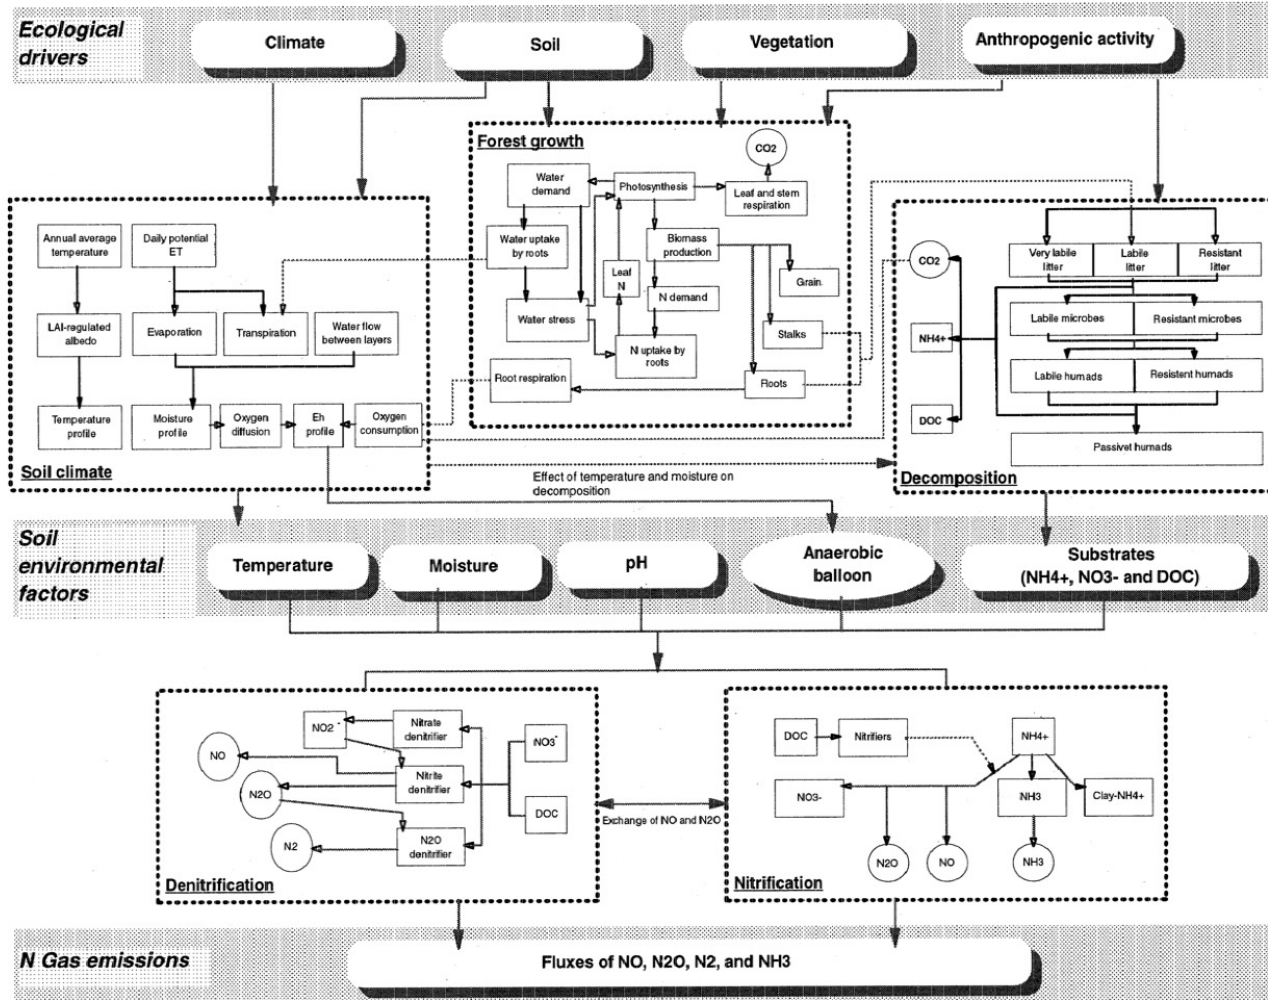 Ecological
drivers
Climate
Soil
Vegetation
Anthropogenic activity
Forest growth
CO2
Water
demand
Photosynthesis
Leaf and stem
respiration
Water uptake
by roots
Leaf
N
Biomass
production
Grain
N demand
Water stress
Stalks
N uptake by
roots
Root respiration
Roots
Annual average
temperature
Daily potential
ET
LAI-regulated
albedo
Evaporation
Transpiration
Water flow
between layers
Temperature
profile
Moisture
profile
Oxygen
diffusion
Eh
profile
Oxygen
consumption
Soil climate
CO2
Very labile
litter
Labile
litter
Resistant
litter
Labile microbes
Resistant microbes
NH4+
Labile humads
Resistent humads
DOC
Passivet humads
Decomposition
Effect of temperature and moisture on
decomposition
Soil
environmental
factors
Temperature
Moisture
pH
Anaerobic
balloon
Substrates
(NH4+, NO3- and DOC)
NO2-
Nitrate
denitrifier
NO3-
NO
Nitrite
denitrifier
N2O
DOC
N2
N2O
denitrifier
Denitrification
Exchange of NO and N2O
DOC
Nitrifiers
NH4+
NO3-
NH3
Clay-NH4+
N2O
NO
NH3
Nitrification
N Gas emissions
Fluxes of NO, N2O, N2, and NH3